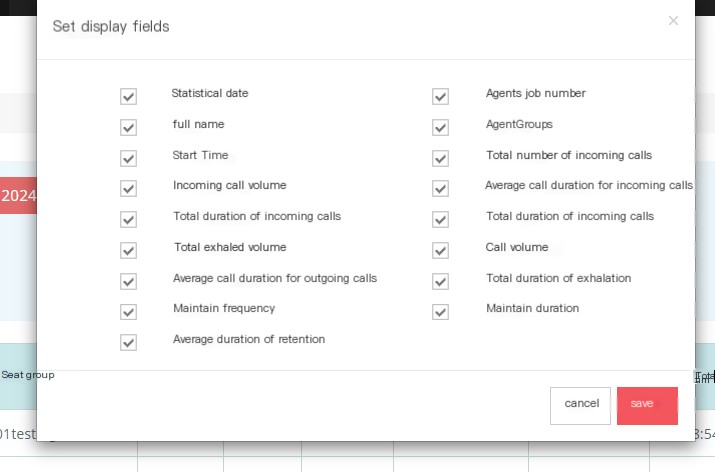 Set display fields
×
Statistical date
Agents job number
full name
AgentGroups
Start Time
Total number of incoming calls
Incoming call volume
Average call duration for incoming calls
Total duration of incoming calls
Total duration of incoming calls
Total exhaled volume
Call volume
Average call duration for outgoing calls
Total duration of exhalation
Maintain frequency
Maintain duration
Average duration of retention
2024
Seat group
cancel
save
01test
3:54